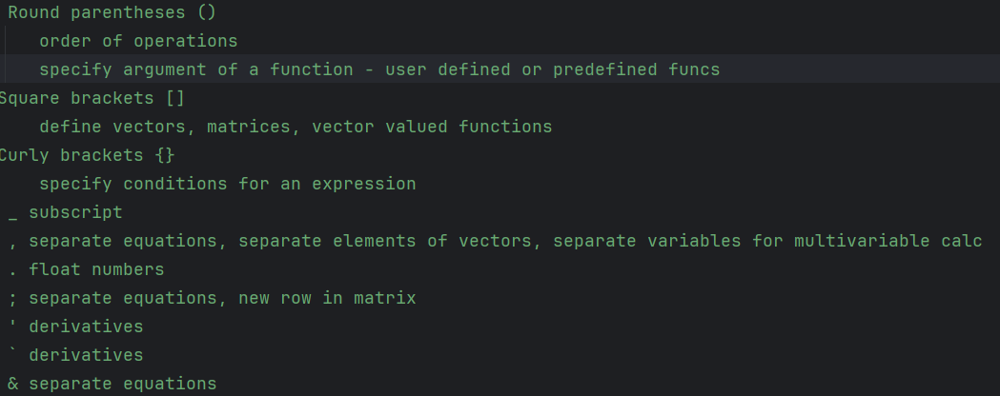 Round parentheses ()
order of operations
specify argument of a function - user defined or predefined funcs
Square brackets []
define vectors, matrices, vector valued functions
Curly brackets {}
specify conditions for an expression
_ subscript
, separate equations, separate elements of vectors, separate variables for multivariable calc
. float numbers
; separate equations, new row in matrix
' derivatives
` derivatives
& separate equations